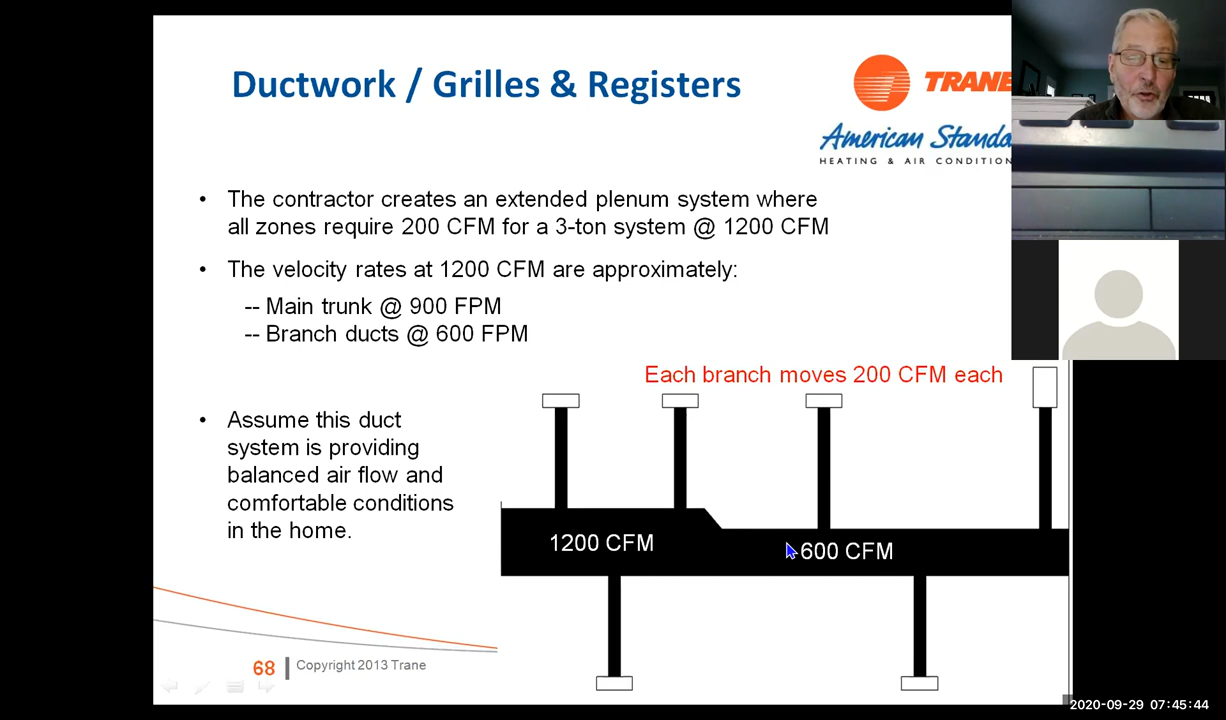 Ductwork / Grilles & Registers
TRANE
American Standa
HEATING & AIR CONDITION
• The contractor creates an extended plenum system where
all zones require 200 CFM for a 3-ton system @ 1200 CFM
• The velocity rates at 1200 CFM are approximately:
-- Main trunk @ 900 FPM
-- Branch ducts @ 600 FPM
Each branch moves 200 CFM each
• Assume this duct
system is providing
balanced air flow and
comfortable conditions
in the home.
1200 CFM
600 CFM
68 | Copyright 2013 Trane
2020-09-29 07:45:44